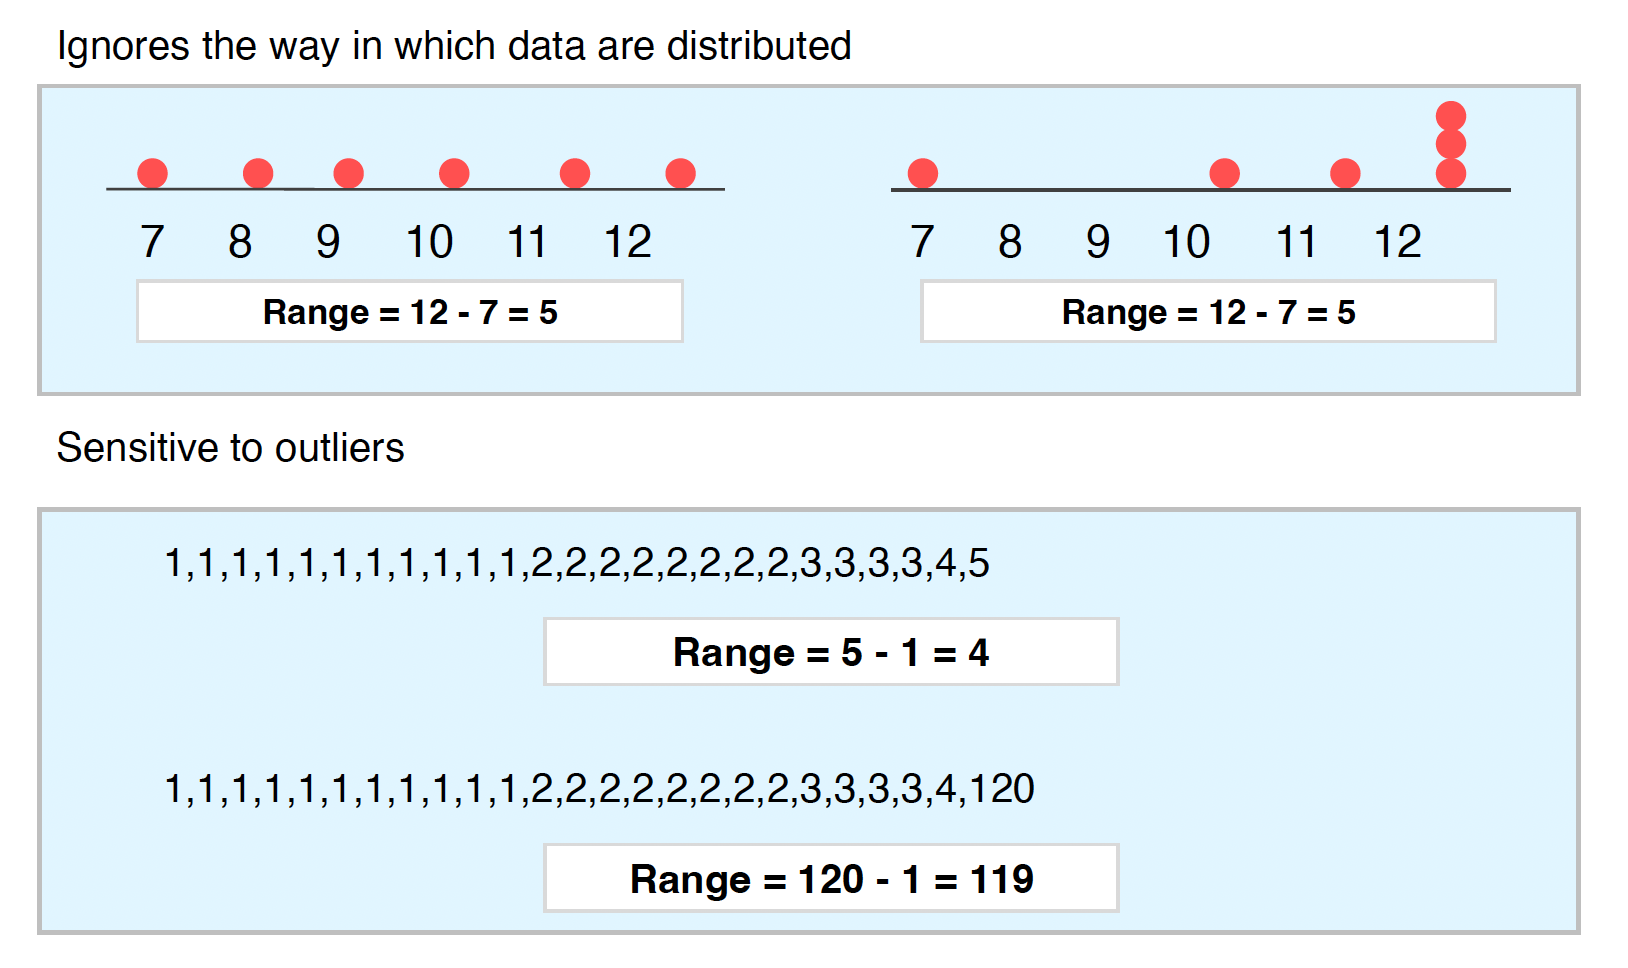 Ignores the way in which data are distributed
7 8 9 10 11 12 7 8 9 10 11 12
Range = 12 - 7 = 5 Range = 12 - 7 = 5
Sensitive to outliers
1,1,1,1,1,1,1,1,1,1,1,2,2,2,2,2,2,2,2,3,3,3,3,4,5
Range = 5 - 1 = 4
1,1,1,1,1,1,1,1,1,1,1,2,2,2,2,2,2,2,2,3,3,3,3,4,120
Range = 120 - 1 = 119